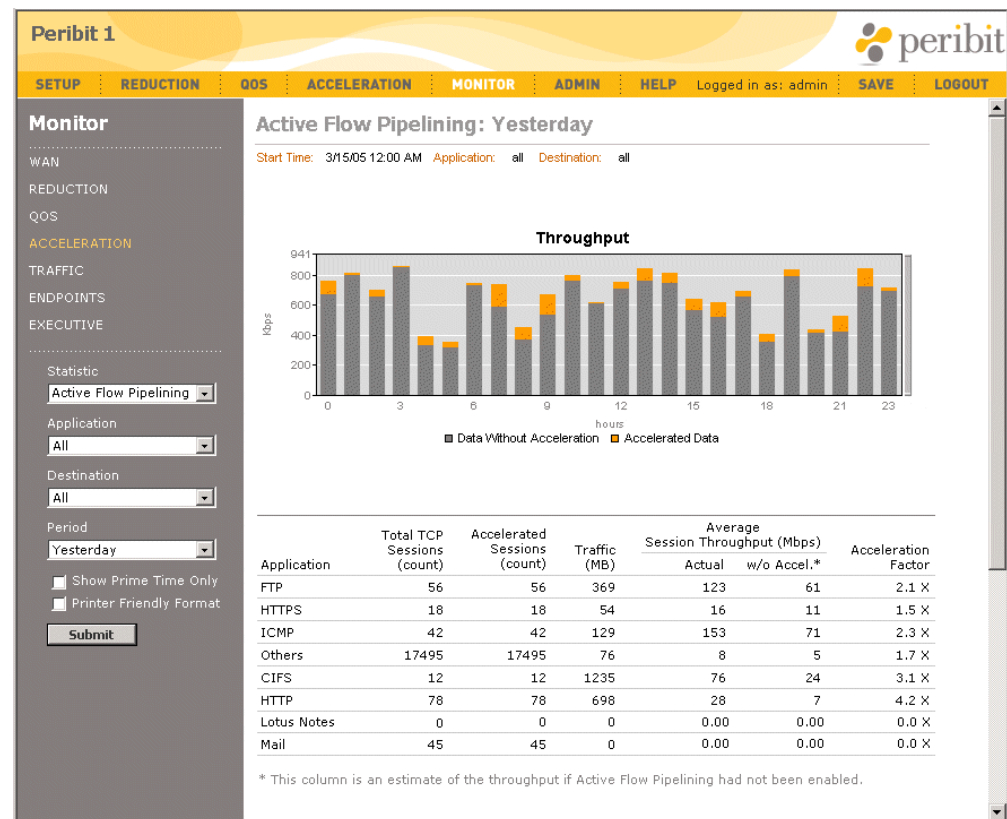 Peribit 1
peribit
SETUP REDUCTION QOS ACCELERATION MONITOR ADMIN HELP Logged in as: admin SAVE LOGOUT
Monitor
WAN
REDUCTION
QOS
ACCELERATION
TRAFFIC
ENDPOINTS
EXECUTIVE
Statistic
Active Flow Pipelining
Application
All
Destination
All
Period
Yesterday
Show Prime Time Only
Printer Friendly Format
Submit
Active Flow Pipelining: Yesterday
Start Time: 3/15/05 12:00 AM Application: all Destination: all
Throughput
Kbps
941
800
600
400
200
0
0 3 6 9 12 15 18 21 23
hours
Data Without Acceleration Accelerated Data
Application Total TCP Sessions (count) Accelerated Sessions (count) Traffic (MB) Average Session Throughput (Mbps) Actual w/o Accel.* Acceleration Factor
FTP 56 56 369 123 61 2.1 X
HTTPS 18 18 54 16 11 1.5 X
ICMP 42 42 129 153 71 2.3 X
Others 17495 17495 76 8 5 1.7 X
CIFS 12 12 1235 76 24 3.1 X
HTTP 78 78 698 28 7 4.2 X
Lotus Notes 0 0 0 0.00 0.00 0.0 X
Mail 45 45 0 0.00 0.00 0.0 X
* This column is an estimate of the throughput if Active Flow Pipelining had not been enabled.